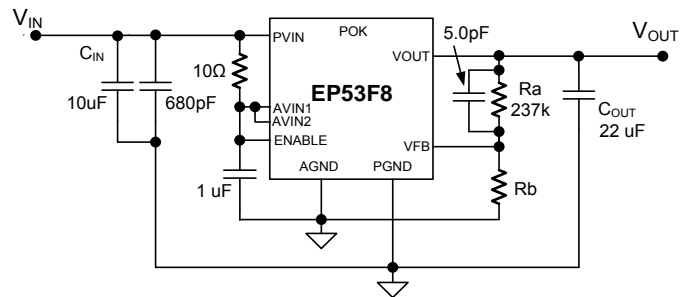 VIN
VOUT
CIN
10uF
680pF
10Ω
1 uF
PVIN
POK
VOUT
AVIN1
AVIN2
ENABLE
EP53F8
VFB
AGND
PGND
5.0pF
Ra
237k
Rb
COUT
22 uF